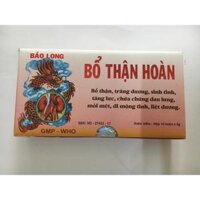 BẢO LONG
BỔ THẬN HOÀN
Bổ thận, tráng dương, sinh tinh,
tăng lực, chữa chứng đau lưng,
mỏi mệt, di mộng tinh, liệt dương.
GMP - WHO